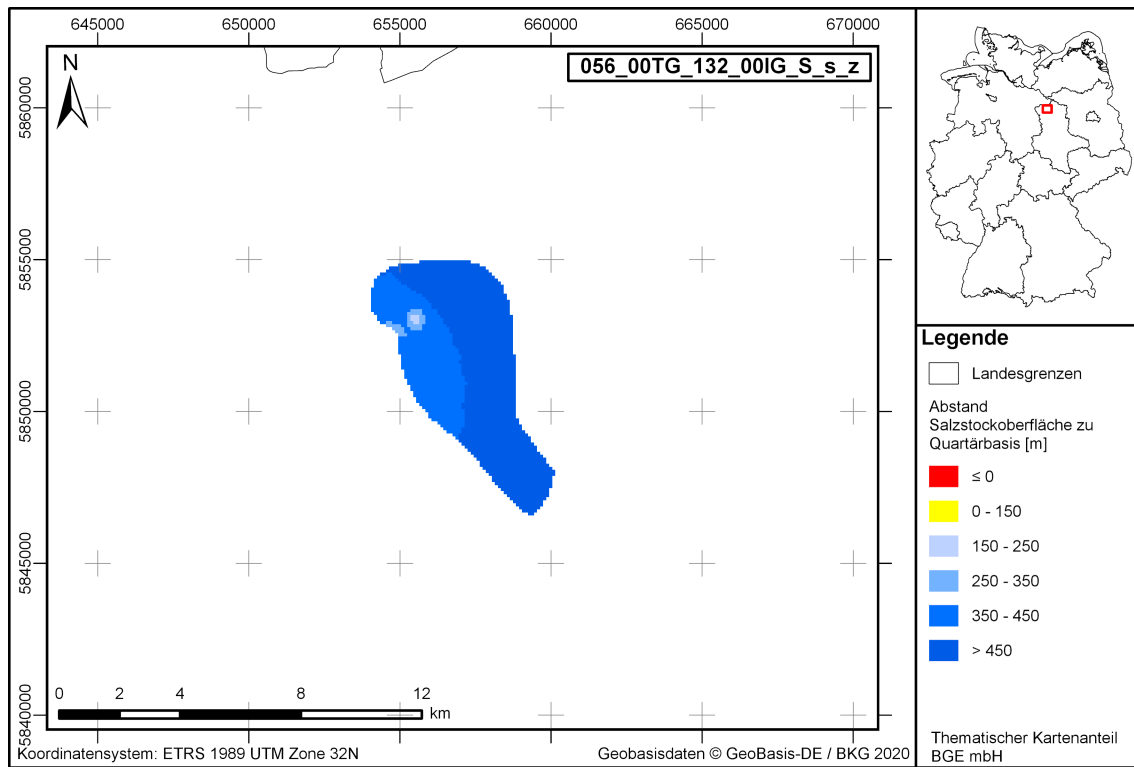 645000 650000 655000 660000 665000 670000
056_00TG_132_00IG_S_s_z
N
5860000
5855000
5850000
5845000
5840000
0 2 4 8 12
km
Koordinatensystem: ETRS 1989 UTM Zone 32N
Geobasisdaten © GeoBasis-DE / BKG 2020
Legende
Landesgrenzen
Abstand
Salzstockoberfläche zu
Quartärbasis [m]
≤ 0
0 - 150
150 - 250
250 - 350
350 - 450
> 450
Thematischer Kartenanteil
BGE mbH